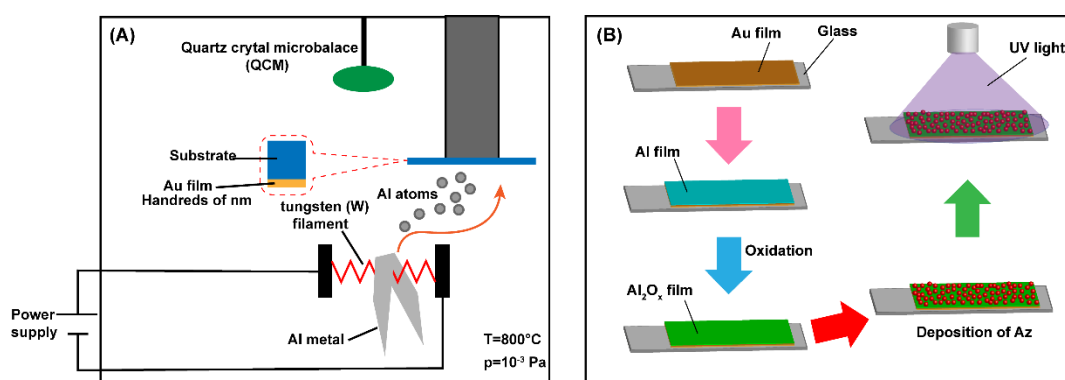 (A)
Quartz crytal microbalace
(QCM)
Substrate
Au film
Handreds of nm
Al atoms
tungsten (W)
filament
Power
supply
Al metal
T=800°C
p=10⁻³ Pa
(B)
Au film
Glass
UV light
Al film
Oxidation
Al₂Oₓ film
Deposition of Az